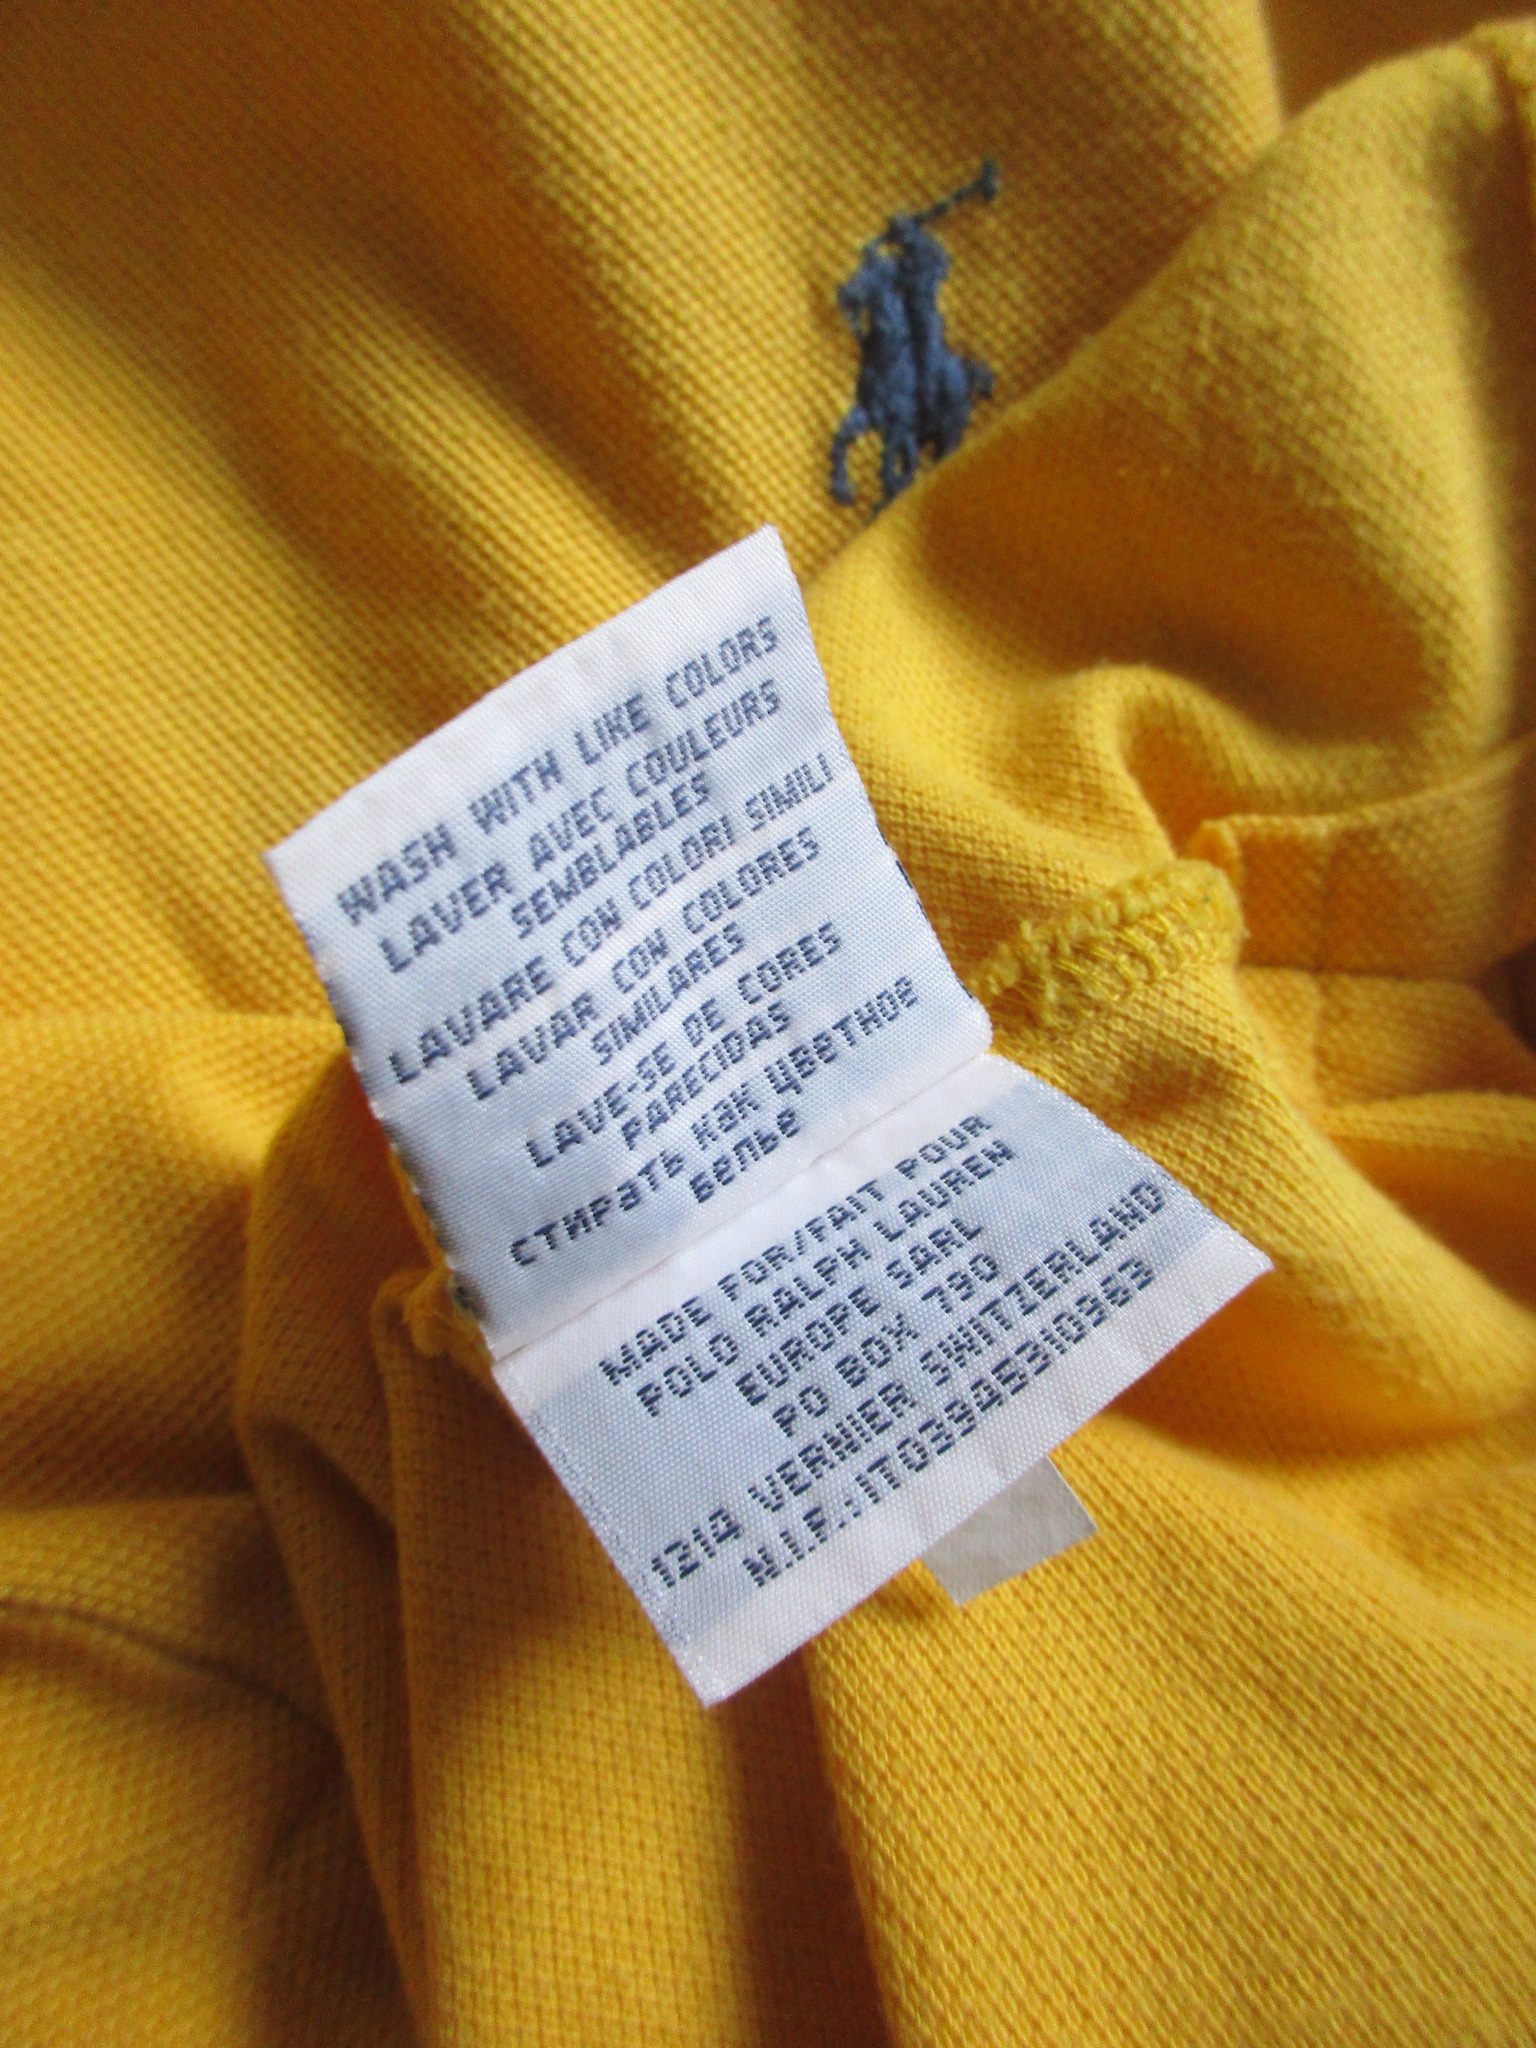 WASH WITH LIKE COLORS
LAVER AVEC COULEURS
SEMBLABLES
LAVARE CON COLORI SIMILI
LAVAR CON COLORES
SIMILARES
LAVE-SE DE CORES
PARECIDAS
стирать как цветное
белье
MADE FOR/FAIT POUR
POLO RALPH LAUREN
EUROPE SARL
PO BOX 790
1214 VERNIER SWITZERLAND
N.I.F.:IT03945310963